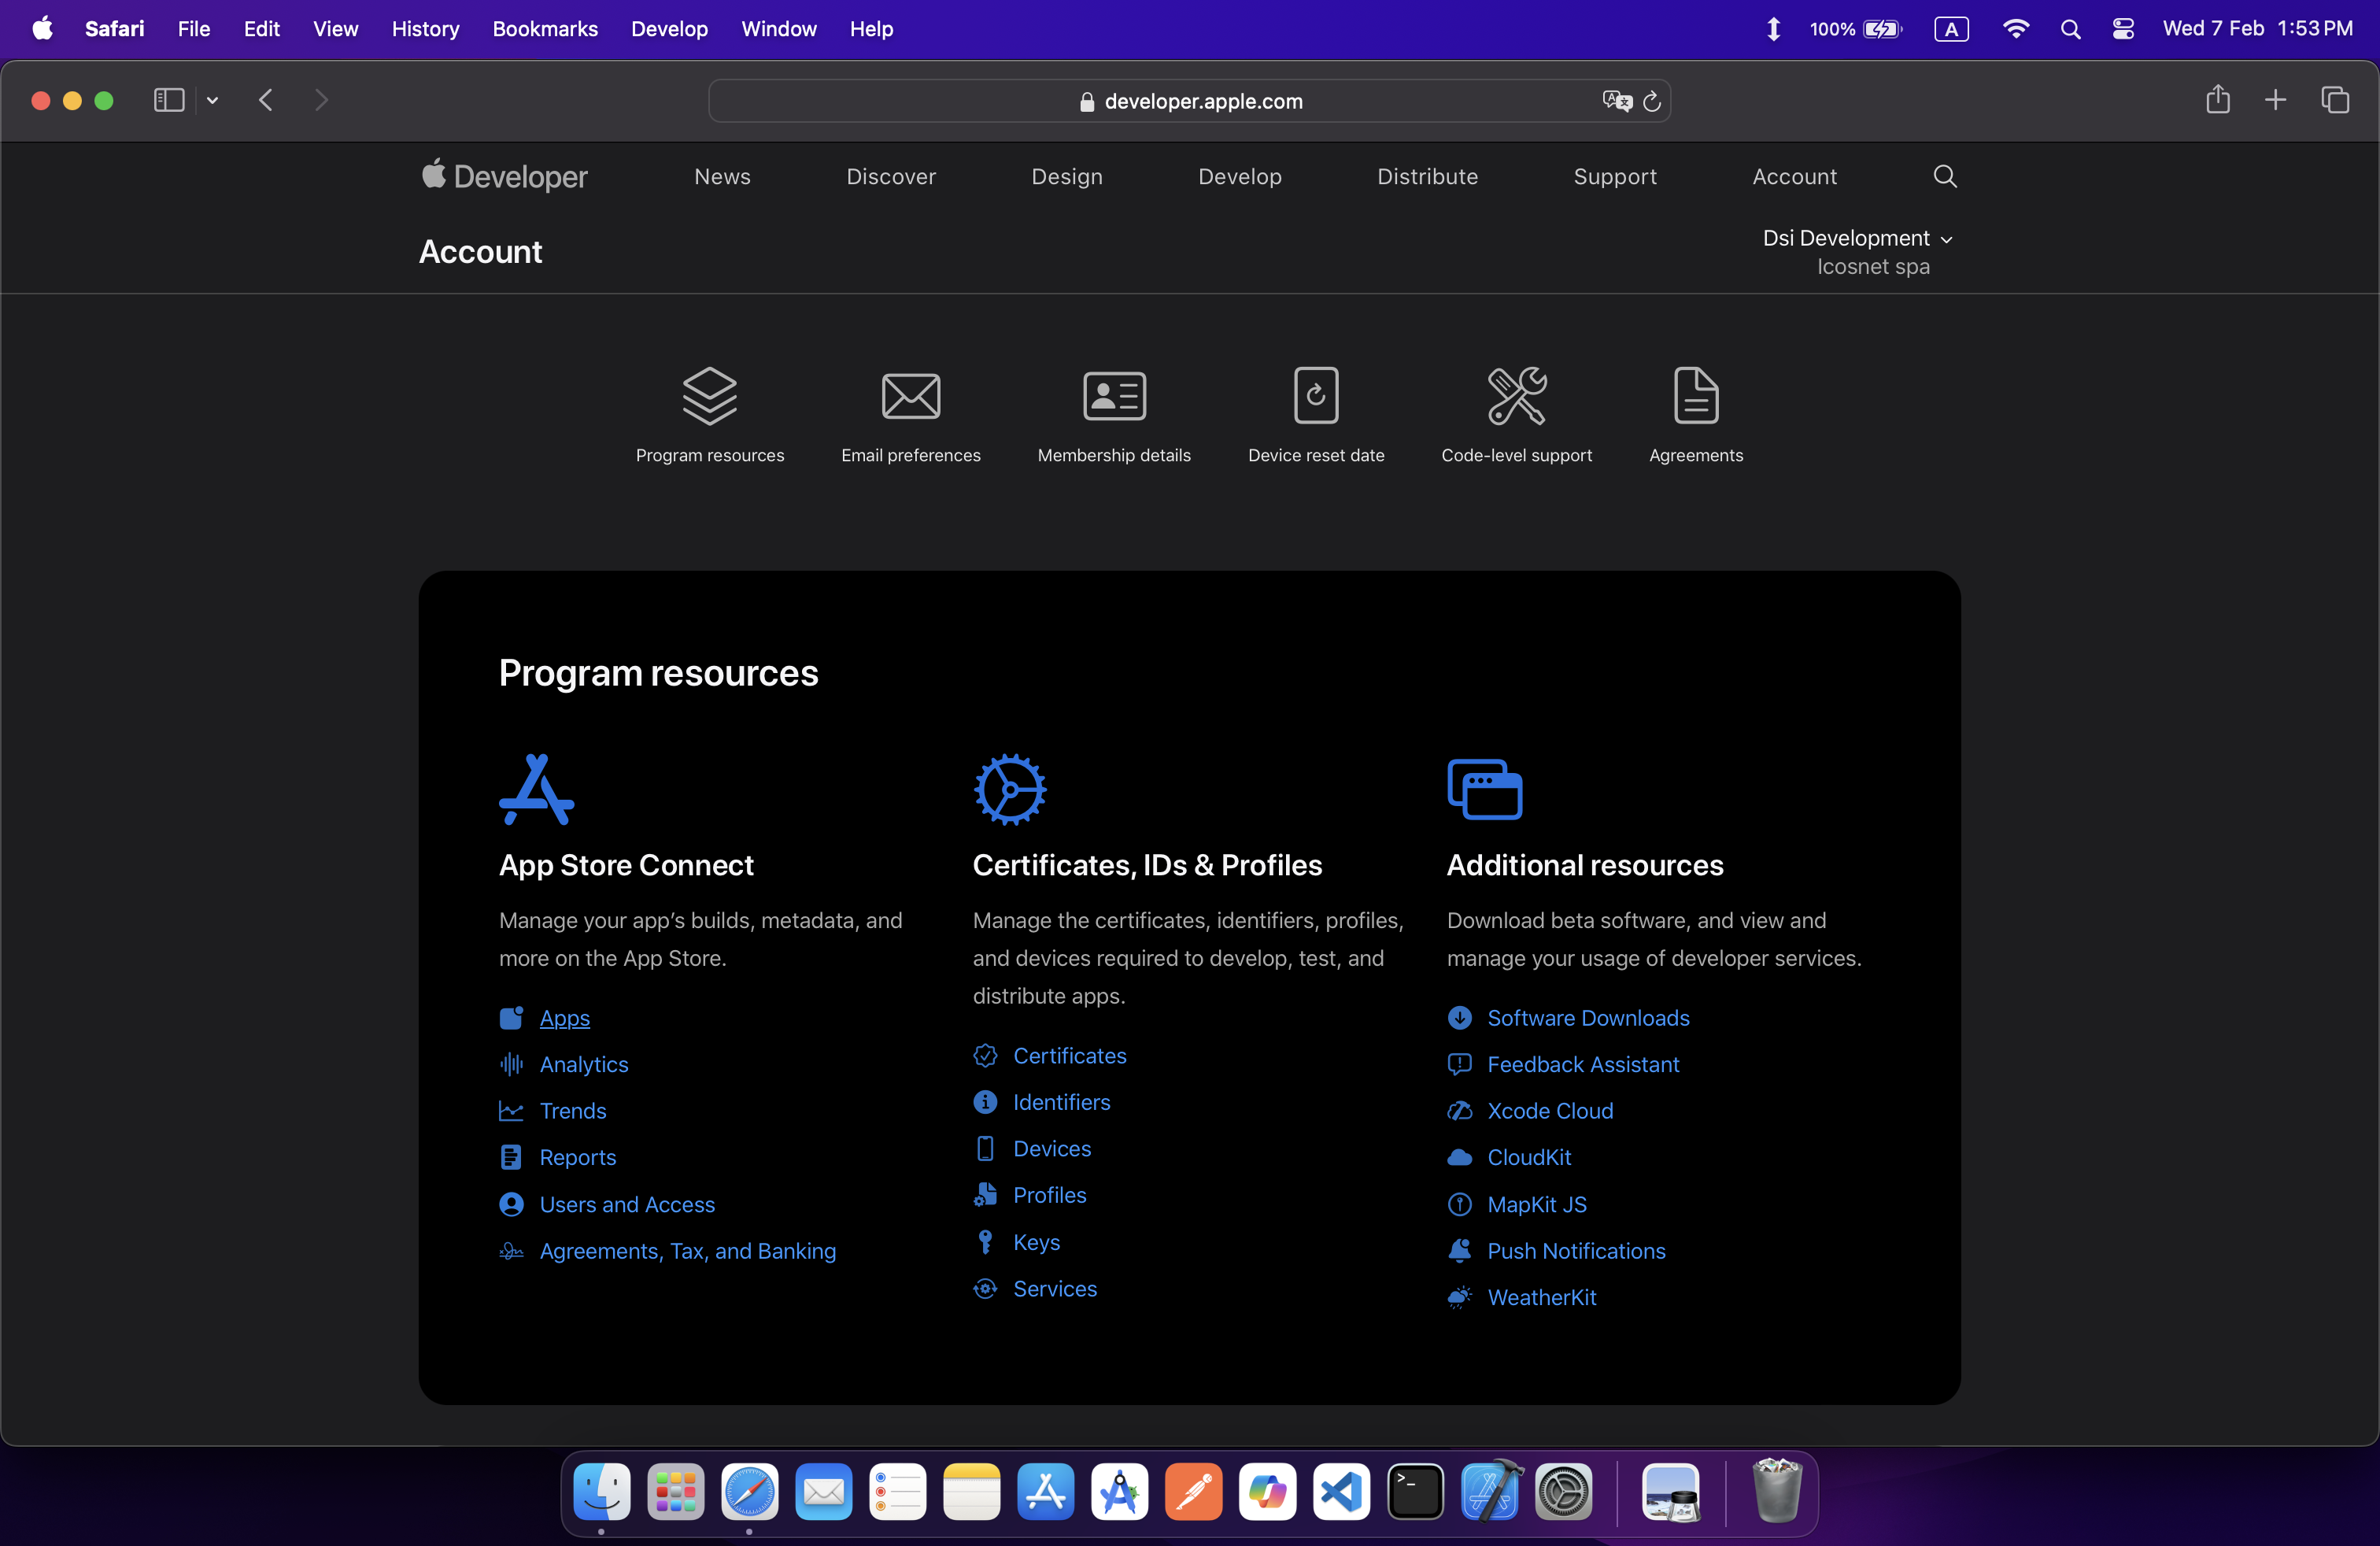 Safari File Edit View History Bookmarks Develop Window Help 100% A Wed 7 Feb 1:53 PM
developer.apple.com
Developer News Discover Design Develop Distribute Support Account
Account
Dsi Development
Icosnet spa
Program resources Email preferences Membership details Device reset date Code-level support Agreements
Program resources
App Store Connect
Manage your app’s builds, metadata, and
more on the App Store.
Apps
Analytics
Trends
Reports
Users and Access
Agreements, Tax, and Banking
Certificates, IDs & Profiles
Manage the certificates, identifiers, profiles,
and devices required to develop, test, and
distribute apps.
Certificates
Identifiers
Devices
Profiles
Keys
Services
Additional resources
Download beta software, and view and
manage your usage of developer services.
Software Downloads
Feedback Assistant
Xcode Cloud
CloudKit
MapKit JS
Push Notifications
WeatherKit